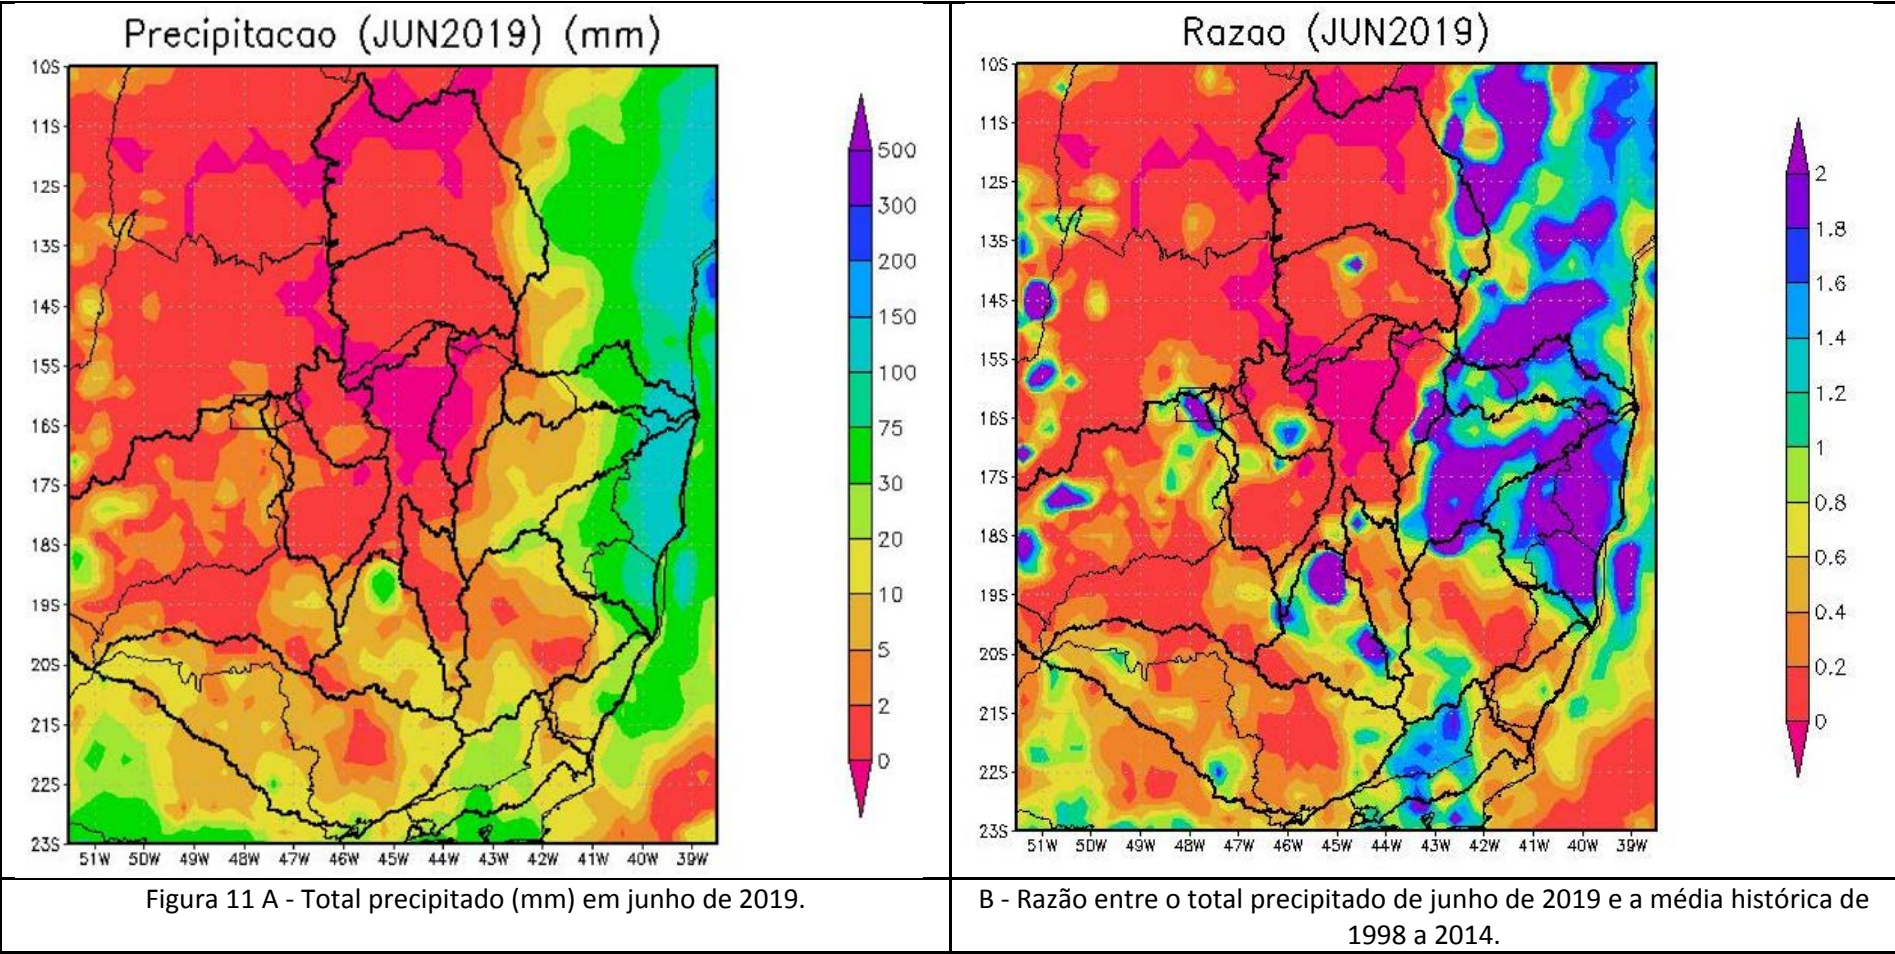 Precipitacao (JUN2019) (mm)
10S
11S
12S
13S
14S
15S
16S
17S
18S
19S
20S
21S
22S
23S
51W 50W 49W 48W 47W 46W 45W 44W 43W 42W 41W 40W 39W
500
300
200
150
100
75
30
20
10
5
2
0
Figura 11 A - Total precipitado (mm) em junho de 2019.
Razao (JUN2019)
10S
11S
12S
13S
14S
15S
16S
17S
18S
19S
20S
21S
22S
23S
51W 50W 49W 48W 47W 46W 45W 44W 43W 42W 41W 40W 39W
2
1.8
1.6
1.4
1.2
1
0.8
0.6
0.4
0.2
0
B - Razão entre o total precipitado de junho de 2019 e a média histórica de
1998 a 2014.